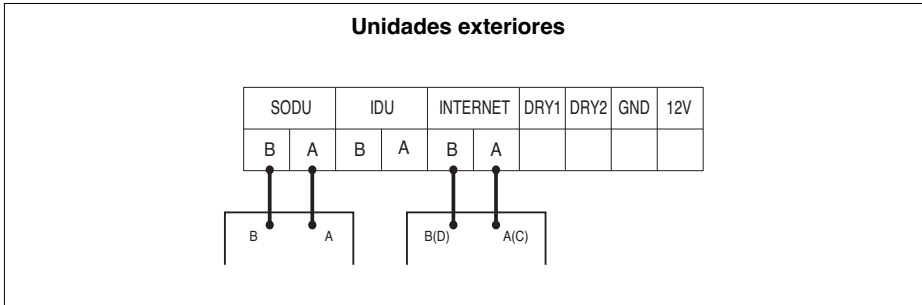 Unidades exteriores
SODU IDU INTERNET DRY1 DRY2 GND 12V
B A B A B A
B A B(D) A(C)